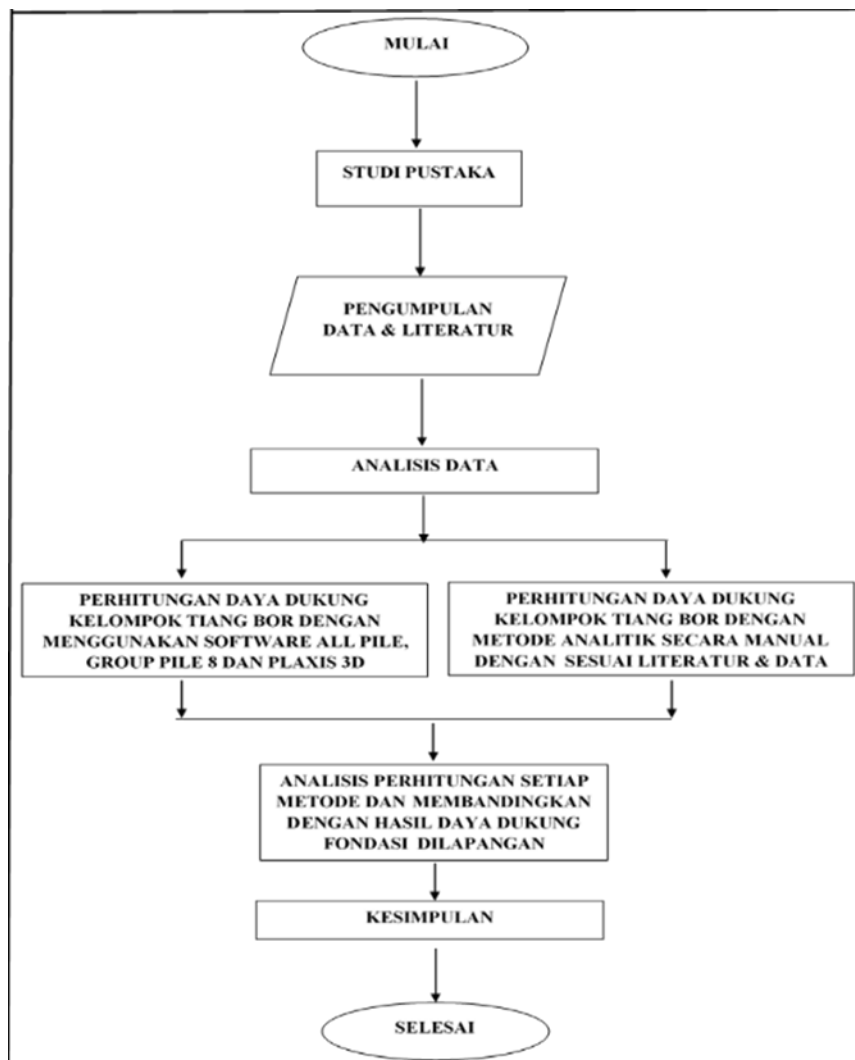 MULAI
STUDI PUSTAKA
PENGUMPULAN
DATA & LITERATUR
ANALISIS DATA
PERHITUNGAN DAYA DUKUNG
KELOMPOK TIANG BOR DENGAN
MENGGUNAKAN SOFTWARE ALL PILE,
GROUP PILE 8 DAN PLAXIS 3D
PERHITUNGAN DAYA DUKUNG
KELOMPOK TIANG BOR DENGAN
METODE ANALITIK SECARA MANUAL
DENGAN SESUAI LITERATUR & DATA
ANALISIS PERHITUNGAN SETIAP
METODE DAN MEMBANDINGKAN
DENGAN HASIL DAYA DUKUNG
FONDASI DILAPANGAN
KESIMPULAN
SELESAI